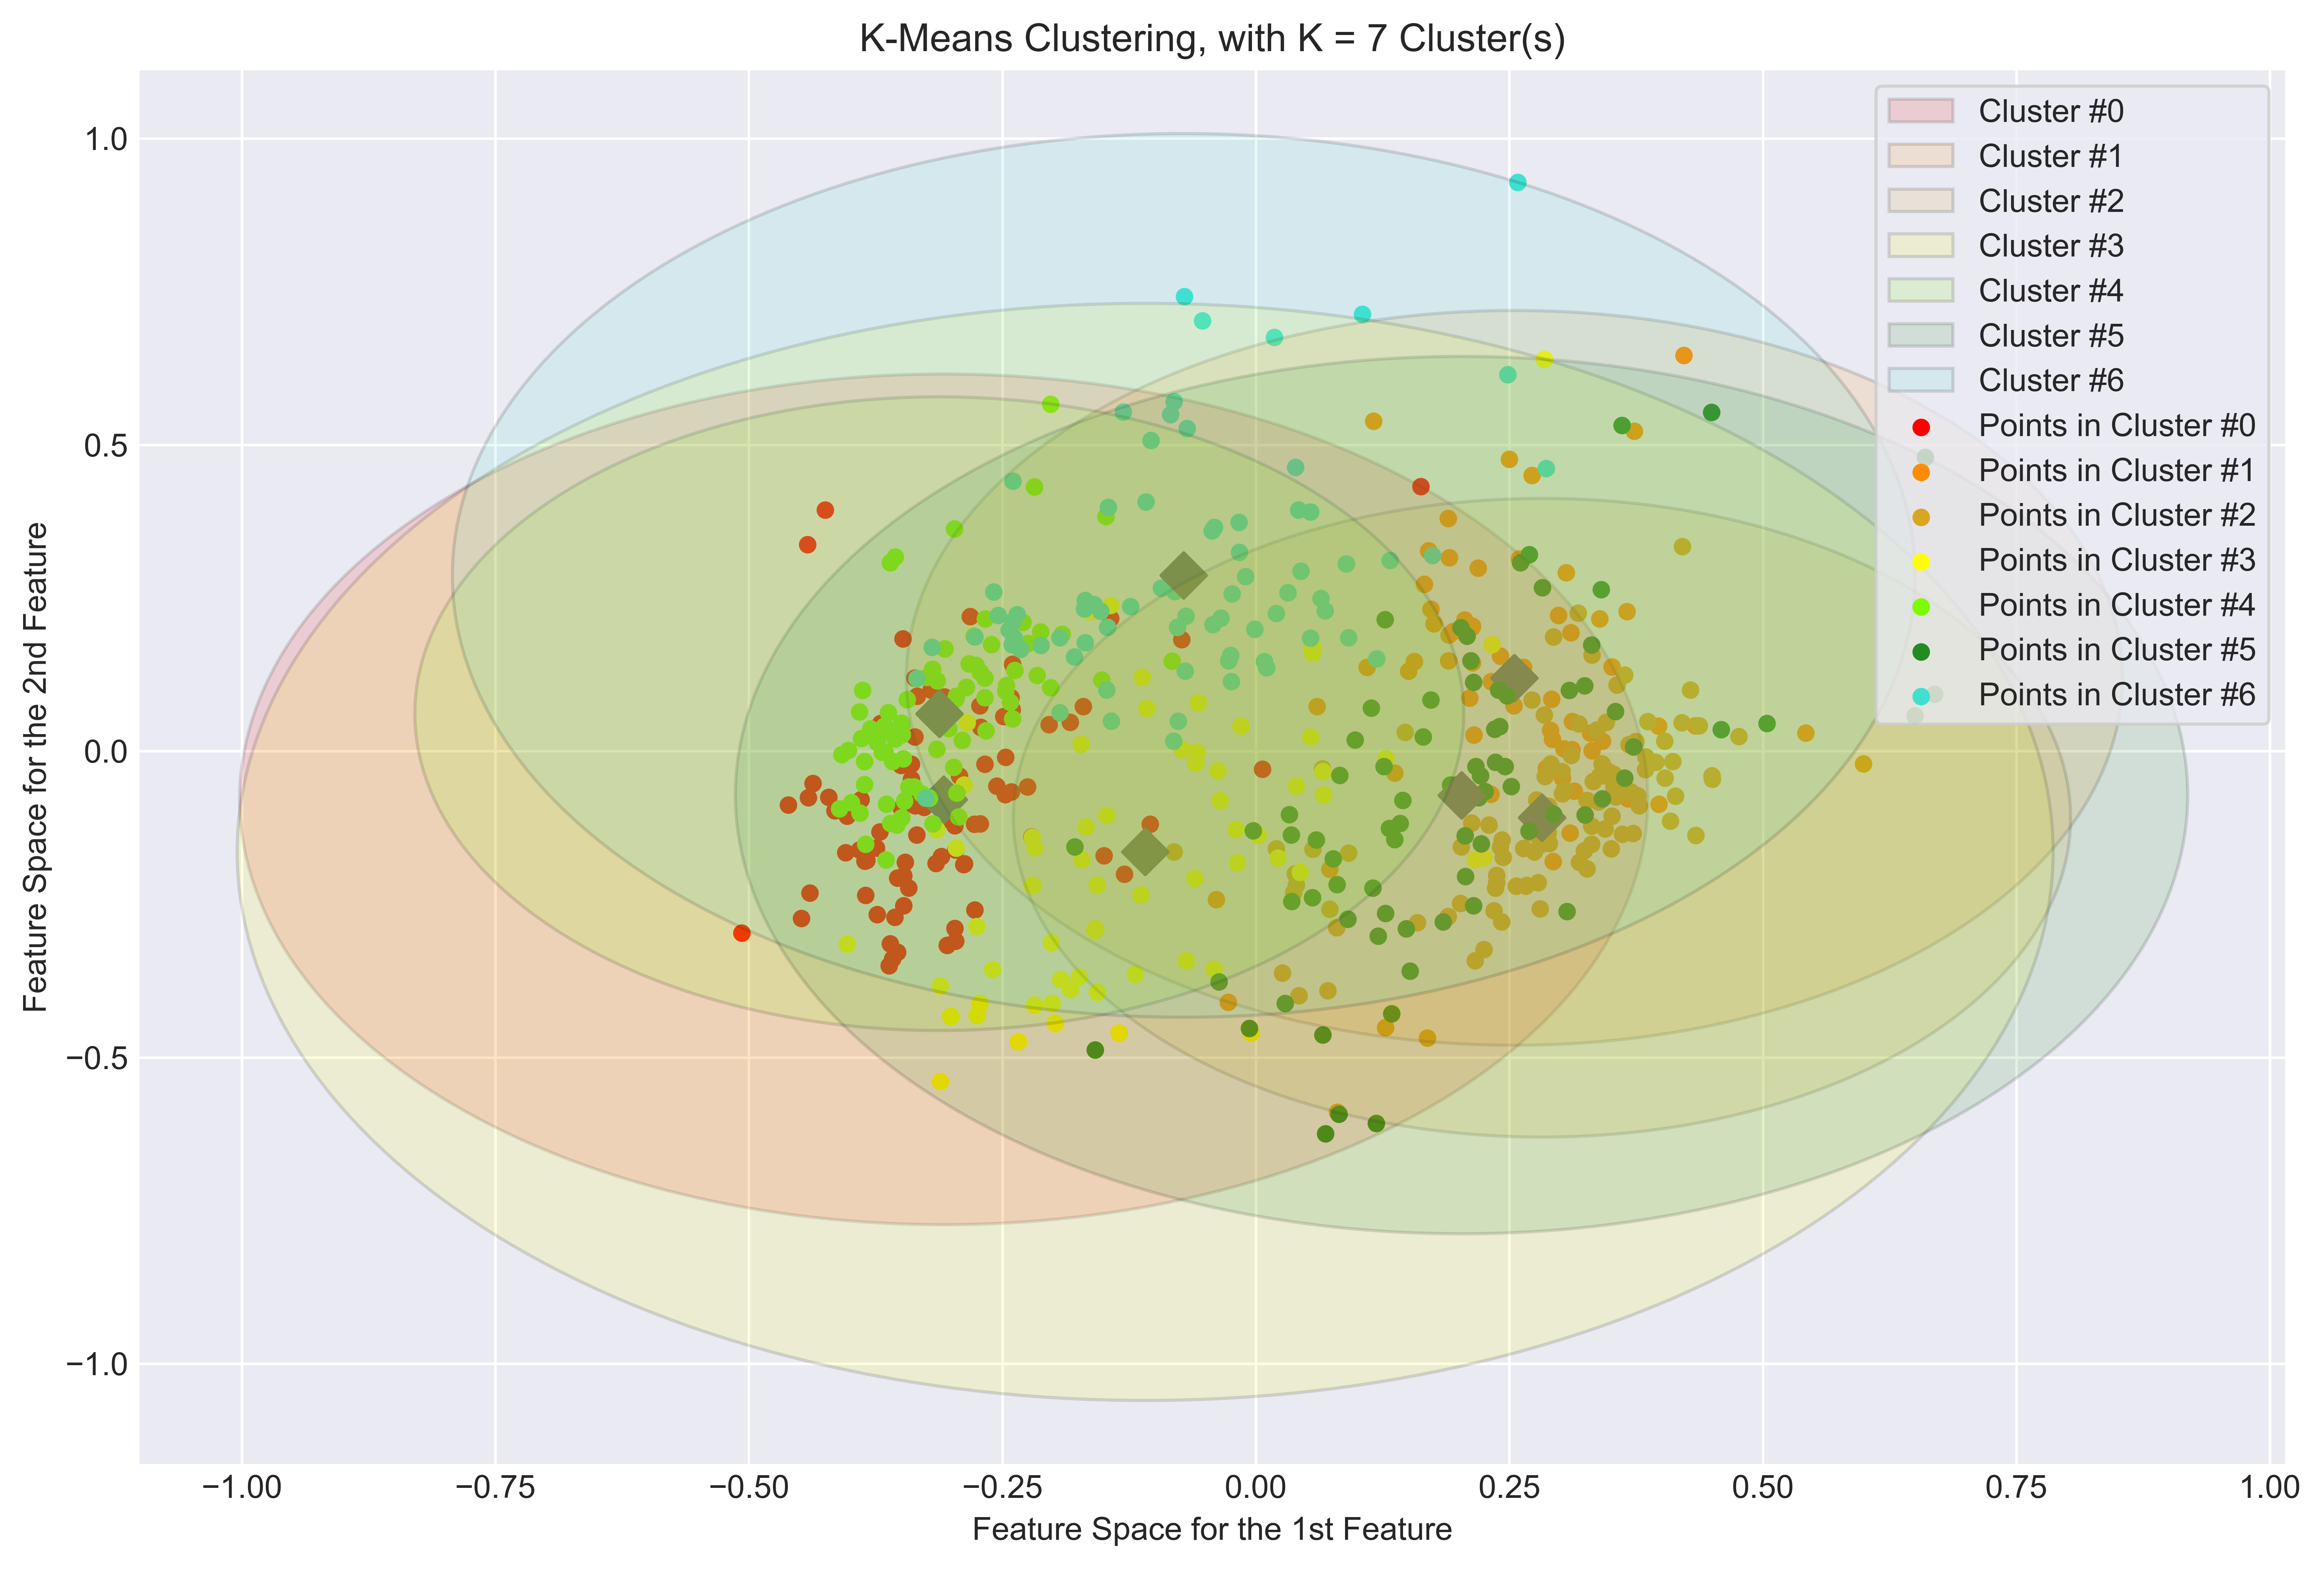 K-Means Clustering, with K = 7 Cluster(s)
Cluster #0
Cluster #1
Cluster #2
Cluster #3
Cluster #4
Cluster #5
Cluster #6
Points in Cluster #0
Points in Cluster #1
Points in Cluster #2
Points in Cluster #3
Points in Cluster #4
Points in Cluster #5
Points in Cluster #6
1.0
0.5
0.0
−0.5
−1.0
Feature Space for the 2nd Feature
−1.00 −0.75 −0.50 −0.25 0.00 0.25 0.50 0.75 1.00
Feature Space for the 1st Feature